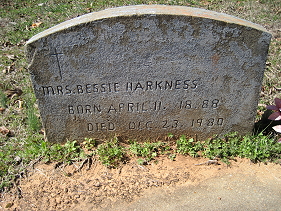 MRS. BESSIE HARKNESS
BORN APRIL 11, 1888
DIED DEC. 23, 1980